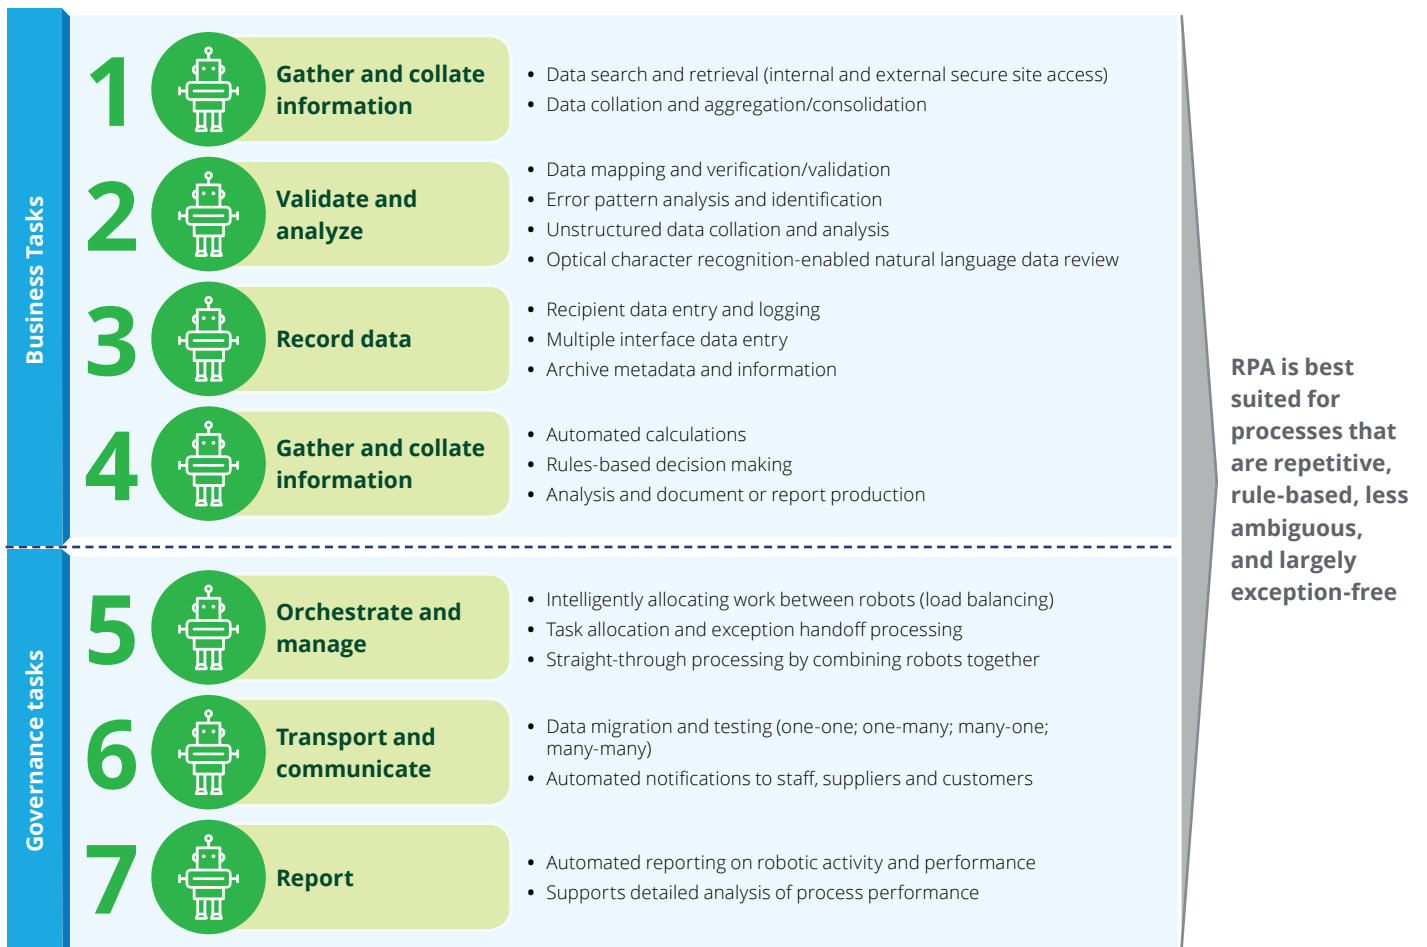 Business Tasks
1
Gather and collate
information
• Data search and retrieval (internal and external secure site access)
• Data collation and aggregation/consolidation
2
Validate and
analyze
• Data mapping and verification/validation
• Error pattern analysis and identification
• Unstructured data collation and analysis
• Optical character recognition-enabled natural language data review
3
Record data
• Recipient data entry and logging
• Multiple interface data entry
• Archive metadata and information
4
Gather and collate
information
• Automated calculations
• Rules-based decision making
• Analysis and document or report production
Governance tasks
5
Orchestrate and
manage
• Intelligently allocating work between robots (load balancing)
• Task allocation and exception handoff processing
• Straight-through processing by combining robots together
6
Transport and
communicate
• Data migration and testing (one-one; one-many; many-one;
many-many)
• Automated notifications to staff, suppliers and customers
7
Report
• Automated reporting on robotic activity and performance
• Supports detailed analysis of process performance
RPA is best
suited for
processes that
are repetitive,
rule-based, less
ambiguous,
and largely
exception-free